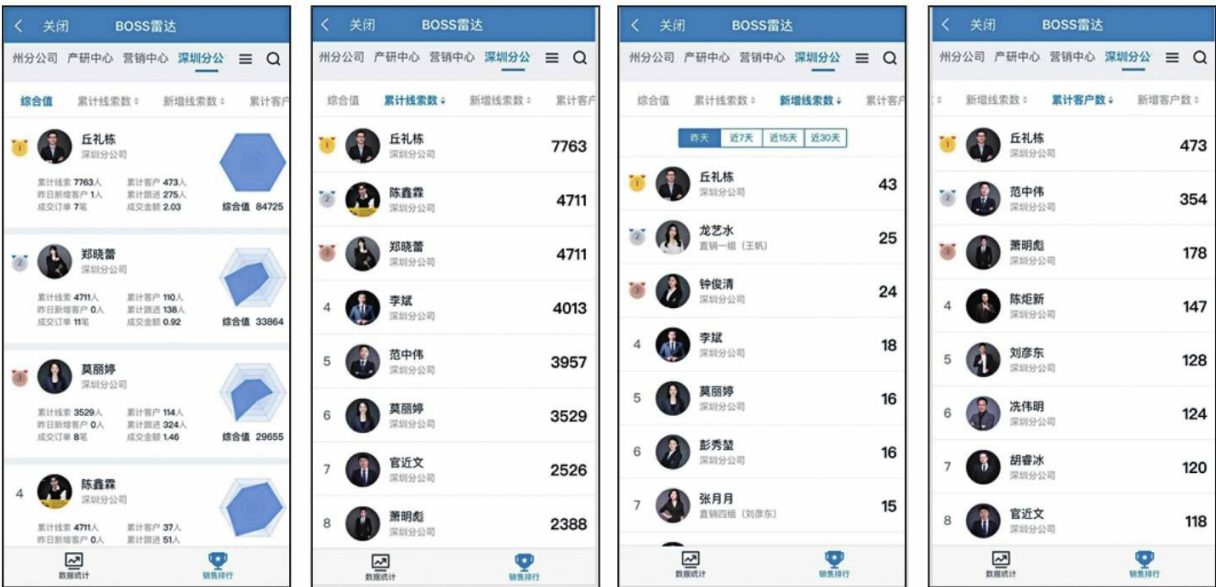 关闭 BOSS雷达
州分公司 产研中心 营销中心 深圳分公
综合值 累计线索数 新增线索数 累计客户
1
丘礼栋
深圳分公司
累计线索 7763人 累计客户 473人
昨日新增客户 1人 累计跟进 275人
成交订单 7笔 成交金额 2.03 综合值 84725
2
郑晓蕾
深圳分公司
累计线索 4711人 累计客户 110人
昨日新增客户 0人 累计跟进 138人
成交订单 11笔 成交金额 0.92 综合值 33864
3
莫丽婷
深圳分公司
累计线索 3529人 累计客户 114人
昨日新增客户 0人 累计跟进 324人
成交订单 8笔 成交金额 1.46 综合值 29655
4 陈鑫霖
深圳分公司
累计线索 4711人 累计客户 37人
昨日新增客户 0人 累计跟进 51人
数据统计 销售排行
关闭 BOSS雷达
州分公司 产研中心 营销中心 深圳分公
综合值 累计线索数 新增线索数 累计客户
1 丘礼栋 7763
深圳分公司
2 陈鑫霖 4711
深圳分公司
3 郑晓蕾 4711
深圳分公司
4 李斌 4013
深圳分公司
5 范中伟 3957
深圳分公司
6 莫丽婷 3529
深圳分公司
7 官近文 2526
深圳分公司
8 萧明彪 2388
深圳分公司
数据统计 销售排行
关闭 BOSS雷达
州分公司 产研中心 营销中心 深圳分公
综合值 累计线索数 新增线索数 累计客户
昨天 近7天 近15天 近30天
1 丘礼栋 43
深圳分公司
2 龙艺水 25
直销一组（王帆）
3 钟俊清 24
深圳分公司
4 李斌 18
深圳分公司
5 莫丽婷 16
深圳分公司
6 彭秀堃 16
深圳分公司
7 张月月 15
直销四组（刘彦东）
数据统计 销售排行
关闭 BOSS雷达
州分公司 产研中心 营销中心 深圳分公
新增线索数 累计客户数 新增客户数
1 丘礼栋 473
深圳分公司
2 范中伟 354
深圳分公司
3 萧明彪 178
深圳分公司
4 陈炬新 147
深圳分公司
5 刘彦东 128
深圳分公司
6 冼伟明 124
深圳分公司
7 胡睿冰 120
深圳分公司
8 官近文 118
深圳分公司
数据统计 销售排行